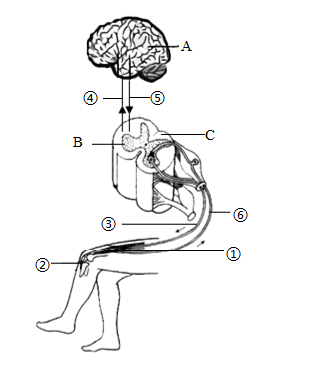 A
④ ⑤
B C
③ ⑥
② ①